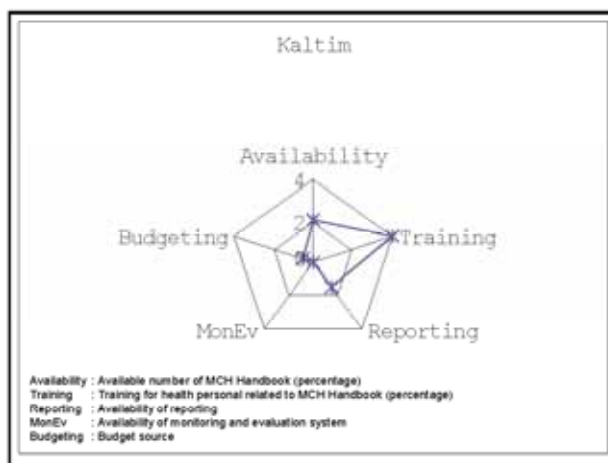 Kaltim
Availability
4
2
Budgeting
0
Training
MonEv
Reporting
Availability : Available number of MCH Handbook (percentage)
Training : Training for health personal related to MCH Handbook (percentage)
Reporting : Availability of reporting
MonEv : Availability of monitoring and evaluation system
Budgeting : Budget source